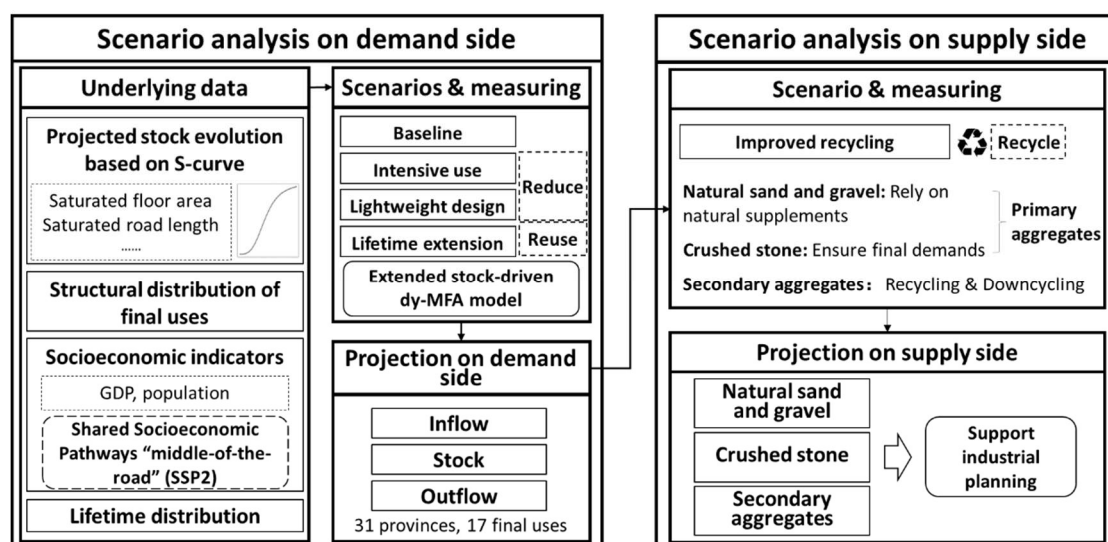 Scenario analysis on demand side
Underlying data
Projected stock evolution
based on S-curve
Saturated floor area
Saturated road length
......
Structural distribution of
final uses
Socioeconomic indicators
GDP, population
Shared Socioeconomic
Pathways “middle-of-the-
road” (SSP2)
Lifetime distribution
Scenarios & measuring
Baseline
Intensive use
Lightweight design
Reduce
Lifetime extension
Reuse
Extended stock-driven
dy-MFA model
Projection on demand
side
Inflow
Stock
Outflow
31 provinces, 17 final uses
Scenario analysis on supply side
Scenario & measuring
Improved recycling
Recycle
Natural sand and gravel: Rely on
natural supplements
Crushed stone: Ensure final demands
Primary
aggregates
Secondary aggregates： Recycling & Downcycling
Projection on supply side
Natural sand
and gravel
Crushed stone
Secondary
aggregates
Support
industrial
planning